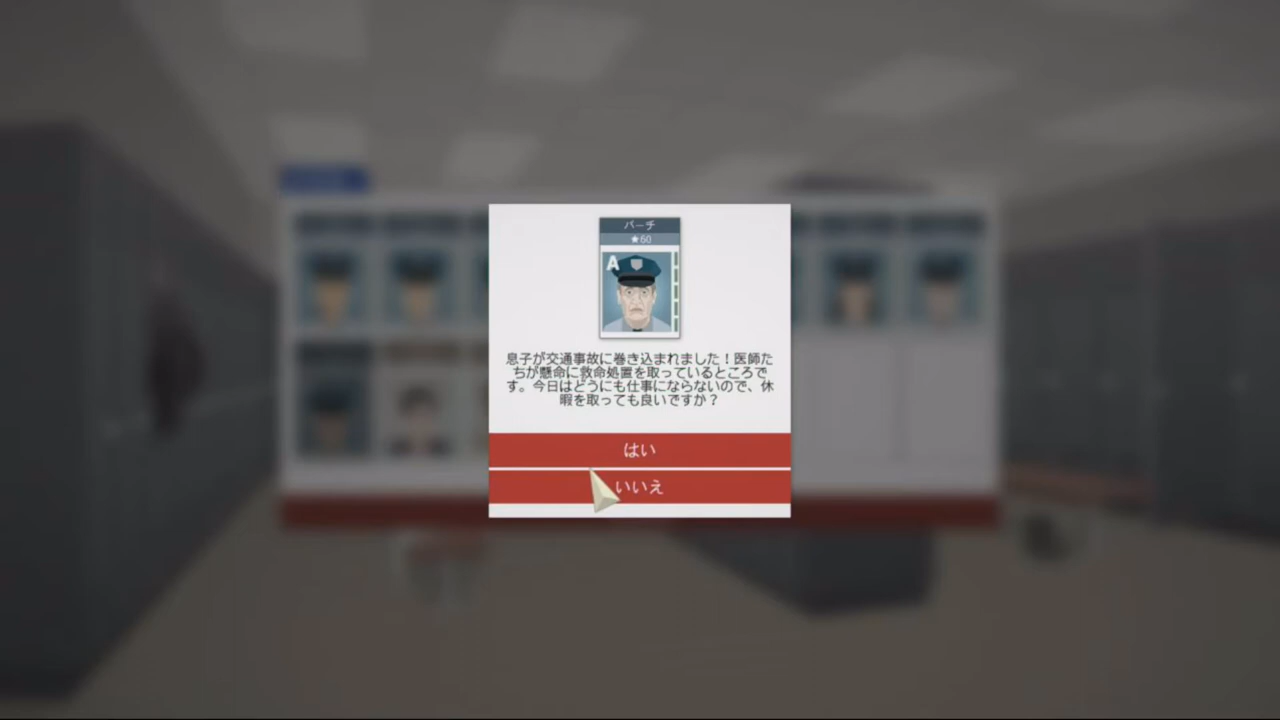 バーチ
★60
A
息子が交通事故に巻き込まれました！医師た
ちが懸命に救命処置を取っているところで
す。今日はどうにも仕事にならないので、休
暇を取っても良いですか？
はい
いいえ